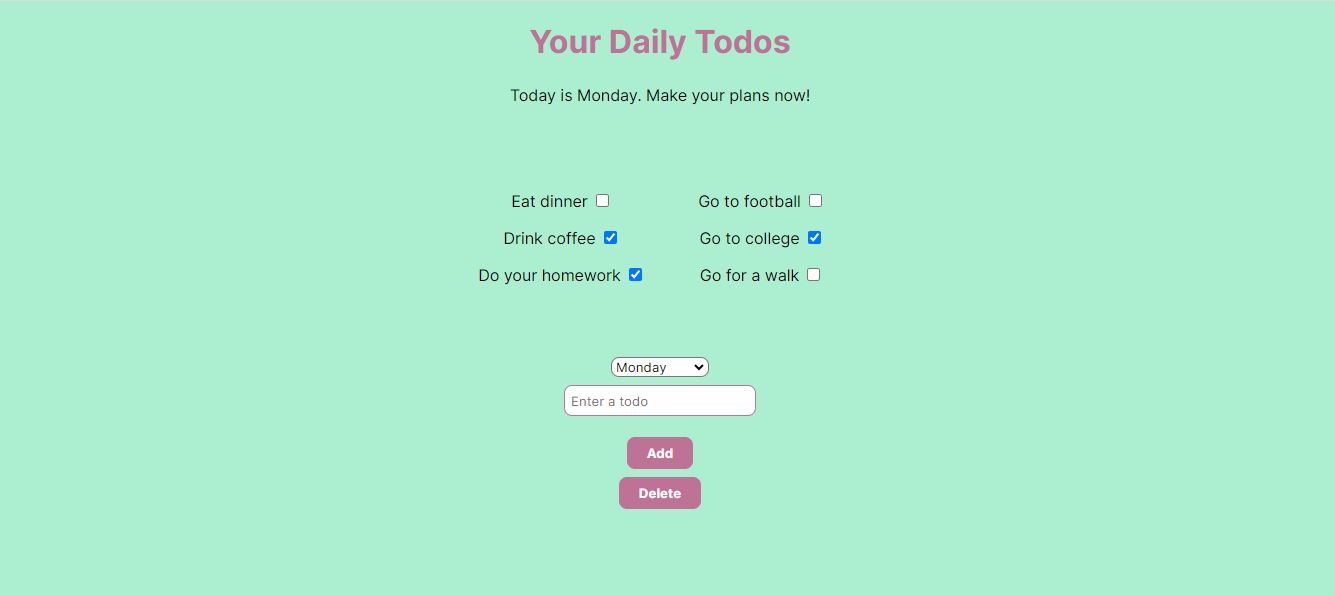 Your Daily Todos
Today is Monday. Make your plans now!
Eat dinner
Go to football
Drink coffee
Go to college
Do your homework
Go for a walk
Monday
Enter a todo
Add
Delete